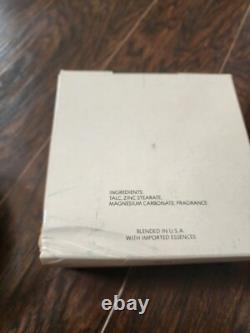 INGREDIENTS:
TALC, ZINC STEARATE,
MAGNESIUM CARBONATE, FRAGRANCE
BLENDED IN U.S.A.
WITH IMPORTED ESSENCES